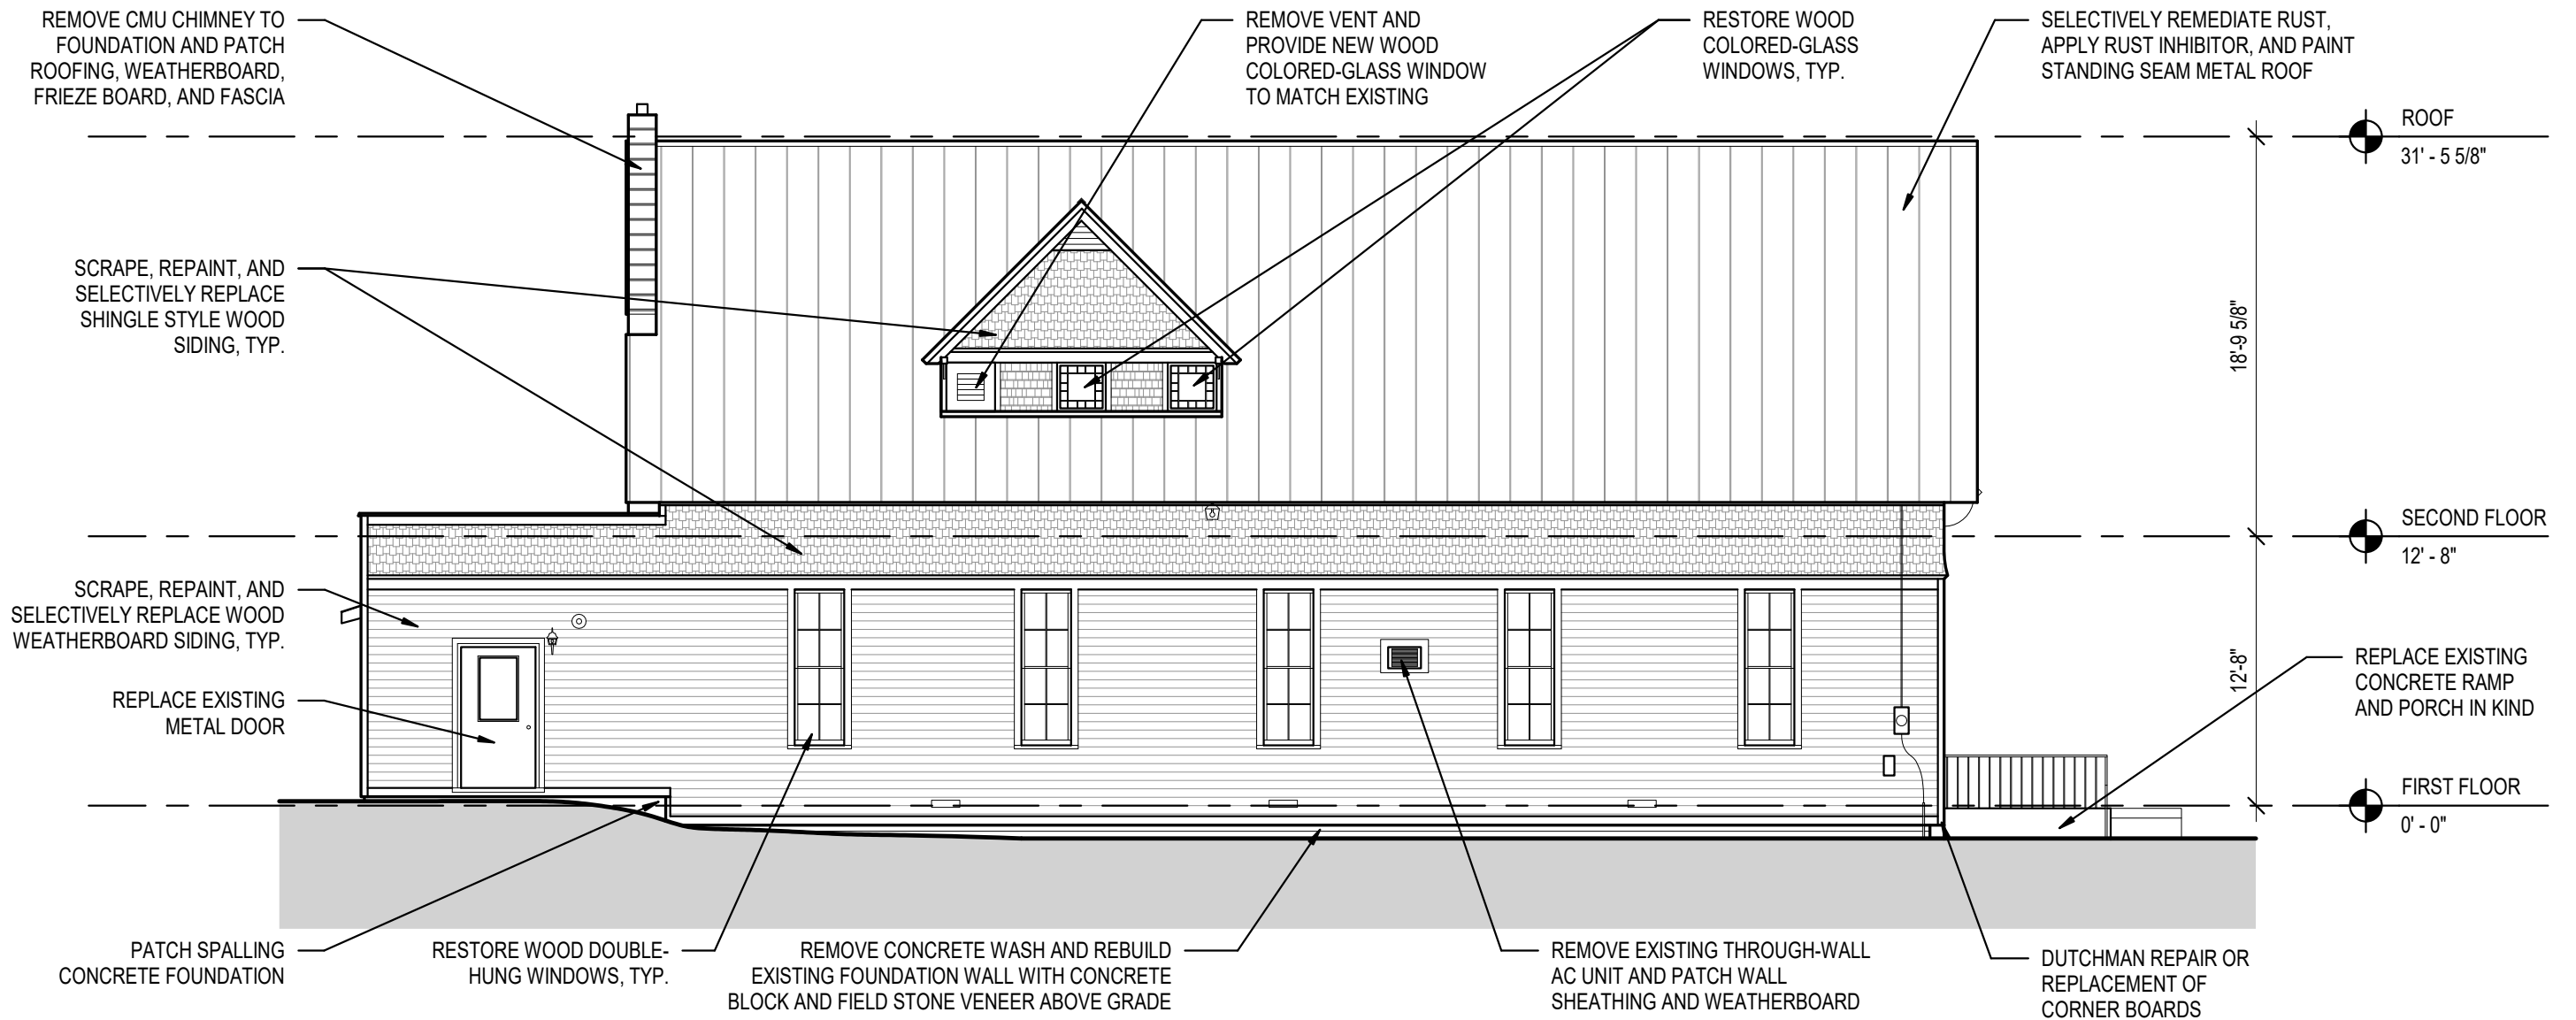 REMOVE CMU CHIMNEY TO
FOUNDATION AND PATCH
ROOFING, WEATHERBOARD,
FRIEZE BOARD, AND FASCIA
REMOVE VENT AND
PROVIDE NEW WOOD
COLORED-GLASS WINDOW
TO MATCH EXISTING
RESTORE WOOD
COLORED-GLASS
WINDOWS, TYP.
SELECTIVELY REMEDIATE RUST,
APPLY RUST INHIBITOR, AND PAINT
STANDING SEAM METAL ROOF
ROOF
31' - 5 5/8"
SCRAPE, REPAINT, AND
SELECTIVELY REPLACE
SHINGLE STYLE WOOD
SIDING, TYP.
18'-9 5/8"
SECOND FLOOR
12' - 8"
SCRAPE, REPAINT, AND
SELECTIVELY REPLACE WOOD
WEATHERBOARD SIDING, TYP.
REPLACE EXISTING
METAL DOOR
12'-8"
REPLACE EXISTING
CONCRETE RAMP
AND PORCH IN KIND
FIRST FLOOR
0' - 0"
PATCH SPALLING
CONCRETE FOUNDATION
RESTORE WOOD DOUBLE-
HUNG WINDOWS, TYP.
REMOVE CONCRETE WASH AND REBUILD
EXISTING FOUNDATION WALL WITH CONCRETE
BLOCK AND FIELD STONE VENEER ABOVE GRADE
REMOVE EXISTING THROUGH-WALL
AC UNIT AND PATCH WALL
SHEATHING AND WEATHERBOARD
DUTCHMAN REPAIR OR
REPLACEMENT OF
CORNER BOARDS